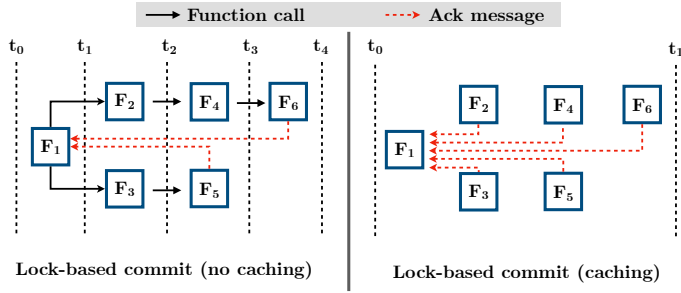 Function call Ack message
t0 t1 t2 t3 t4 t0 t1
F2 F4 F6 F2 F4 F6
F1 F1
F3 F5 F3 F5
Lock-based commit (no caching) Lock-based commit (caching)